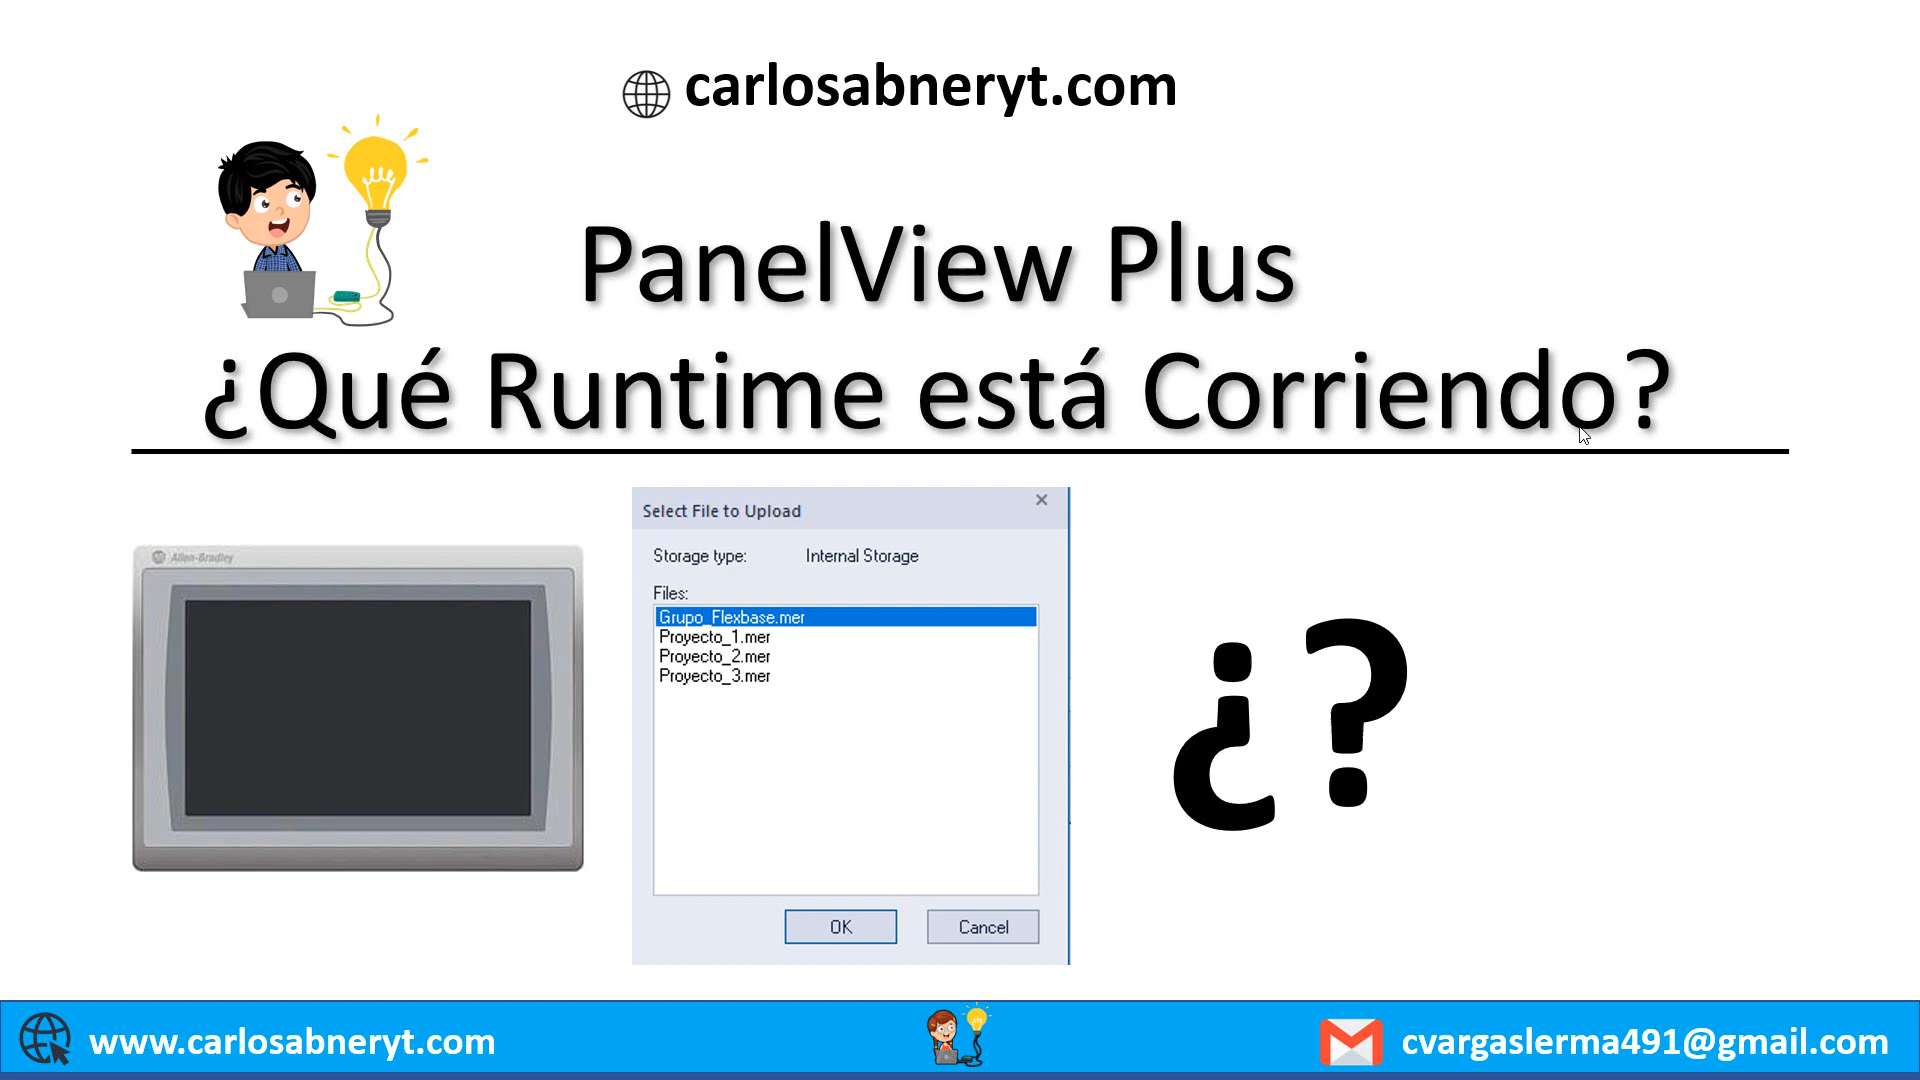 carlosabneryt.com
PanelView Plus
¿Qué Runtime está Corriendo?
Allen-Bradley
Select File to Upload
Storage type: Internal Storage
Files:
Grupo_Flexbase.mer
Proyecto_1.mer
Proyecto_2.mer
Proyecto_3.mer
OK Cancel
¿?
www.carlosabneryt.com
cvargaslerma491@gmail.com